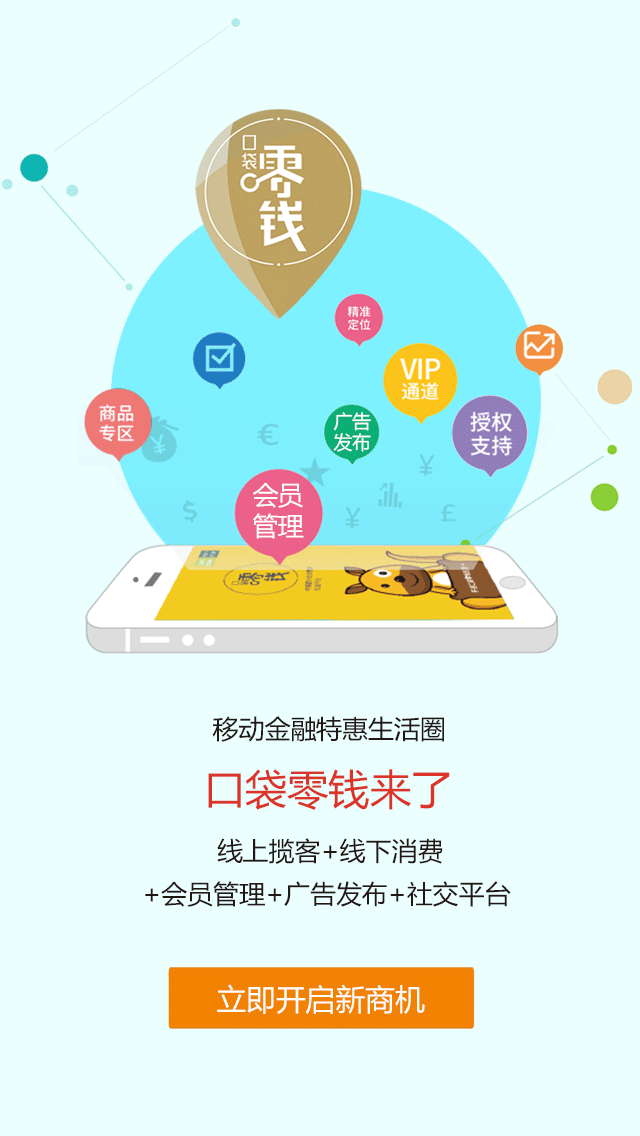 口袋
零钱
精准
定位
VIP
通道
商品
专区
广告
发布
授权
支持
会员
管理
零钱
移动金融特惠生活圈
口袋零钱来了
线上揽客+线下消费
+会员管理+广告发布+社交平台
立即开启新商机